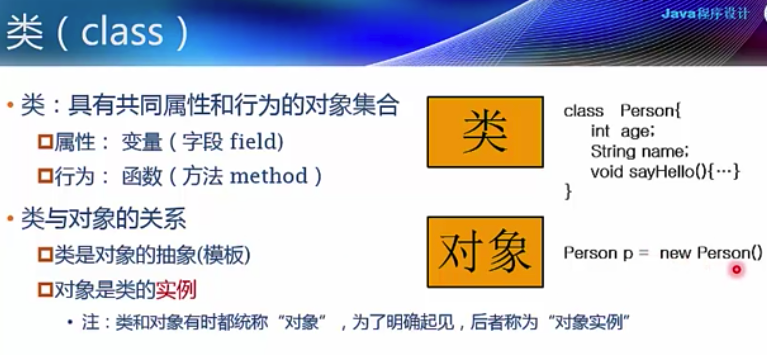 Java程序设计
类（class）
• 类：具有共同属性和行为的对象集合
属性： 变量（字段 field)
行为： 函数（方法 method）
• 类与对象的关系
类是对象的抽象(模板)
对象是类的实例
• 注：类和对象有时都统称“对象”，为了明确起见，后者称为“对象实例”
类
class Person{
int age;
String name;
void sayHello(){…}
}
对象
Person p = new Person()